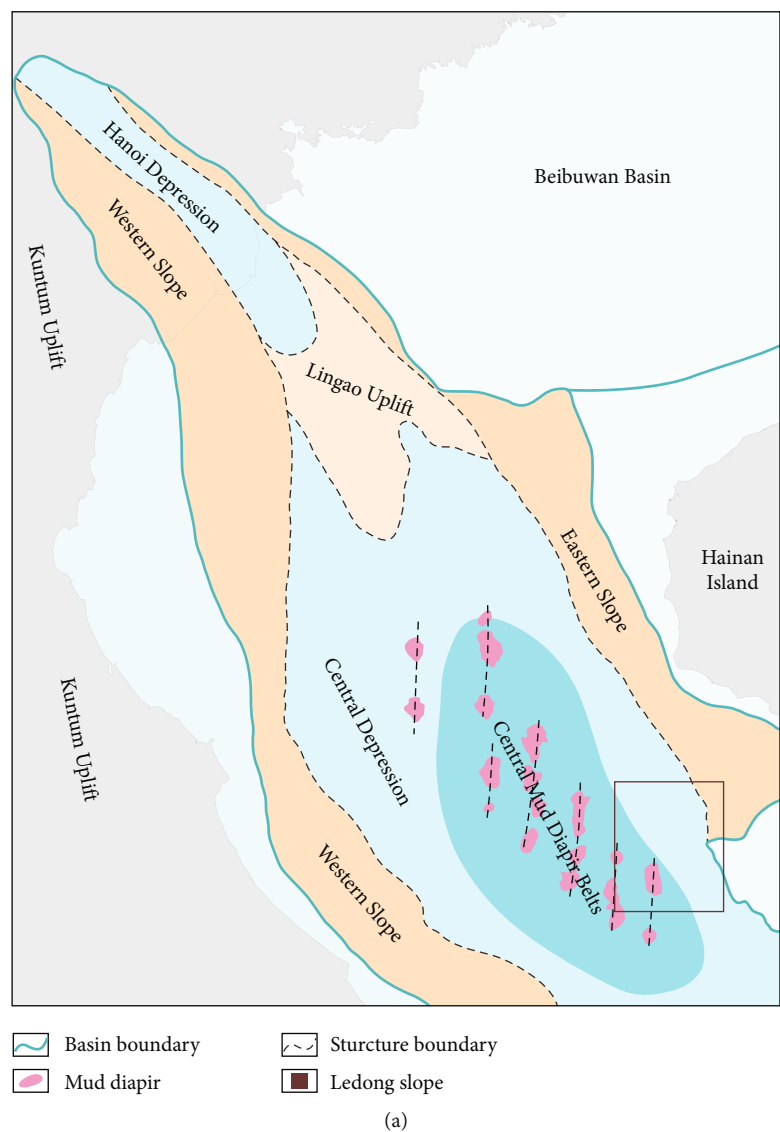 Hanoi Depression
Beibuwan Basin
Western Slope
Kuntum Uplift
Lingao Uplift
Eastern Slope
Hainan
Island
Central Depression
Kuntum Uplift
Central Mud Diapir Belts
Western Slope
Basin boundary
Sturcture boundary
Mud diapir
Ledong slope
(a)